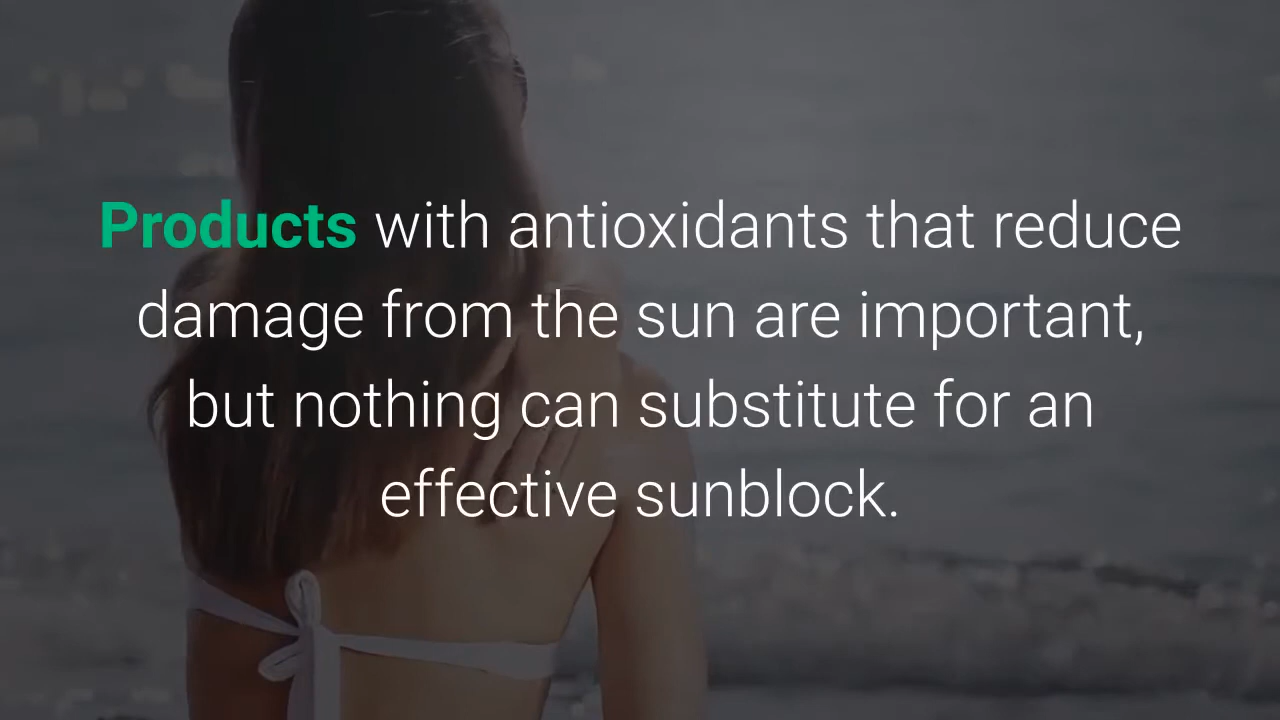 Products with antioxidants that reduce
damage from the sun are important,
but nothing can substitute for an
effective sunblock.